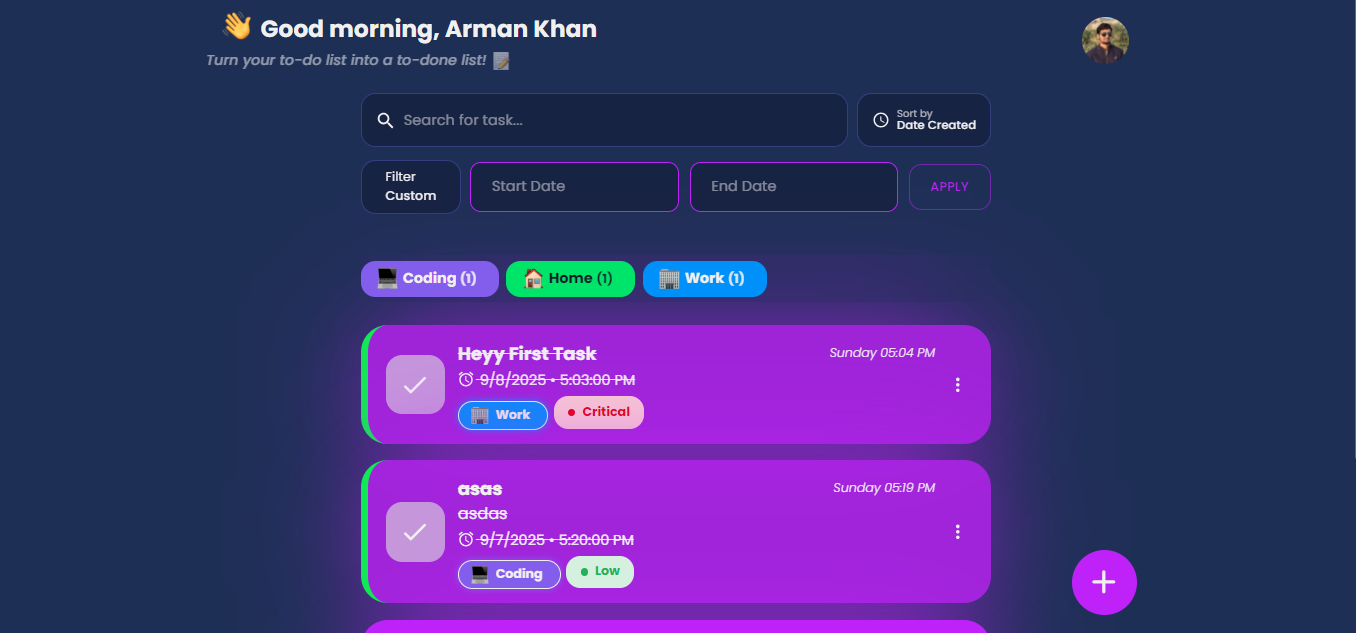 👋 Good morning, Arman Khan
Turn your to-do list into a to-done list!
Search for task...
Sort by
Date Created
Filter
Custom
Start Date
End Date
APPLY
Coding (1)
Home (1)
Work (1)
Heyy First Task
Sunday 05:04 PM
9/8/2025 • 5:03:00 PM
Work
Critical
asas
Sunday 05:19 PM
asdas
9/7/2025 • 5:20:00 PM
Coding
Low